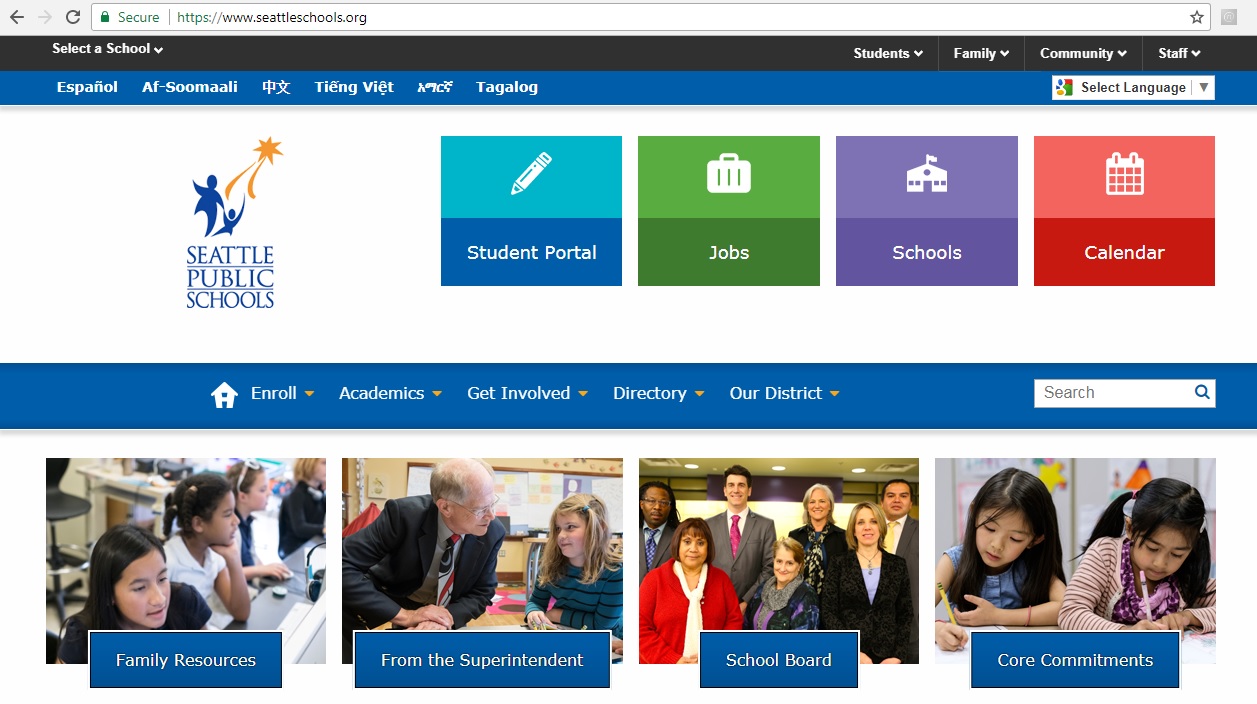 Secure
https://www.seattleschools.org
Select a School
Students Family Community Staff
Español Af-Soomaali 中文 Tiếng Việt አማርኛ Tagalog
Select Language
SEATTLE
PUBLIC
SCHOOLS
Student Portal
Jobs
Schools
Calendar
Enroll Academics Get Involved Directory Our District
Search
Family Resources
From the Superintendent
School Board
Core Commitments